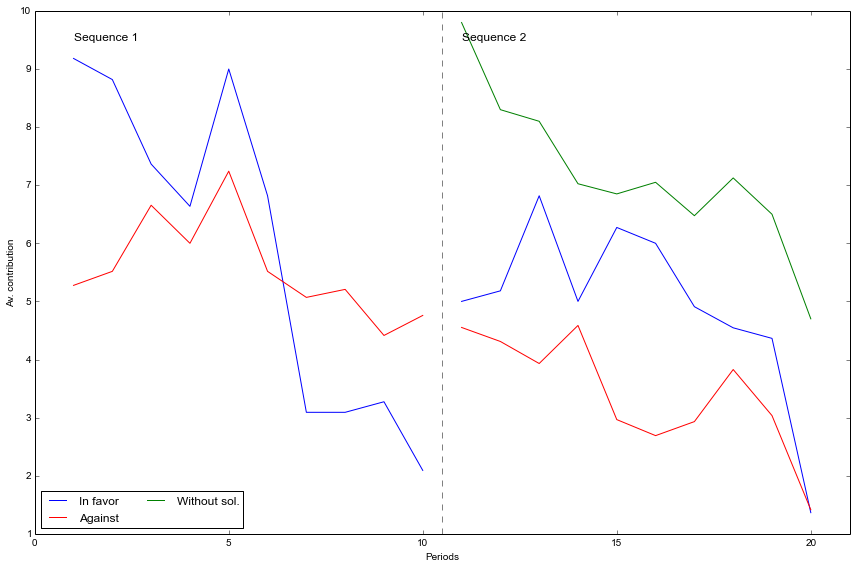 Sequence 1
Sequence 2
10
9
8
7
6
5
4
3
2
1
Av. contribution
In favor
Without sol.
Against
0
5
10
15
20
Periods